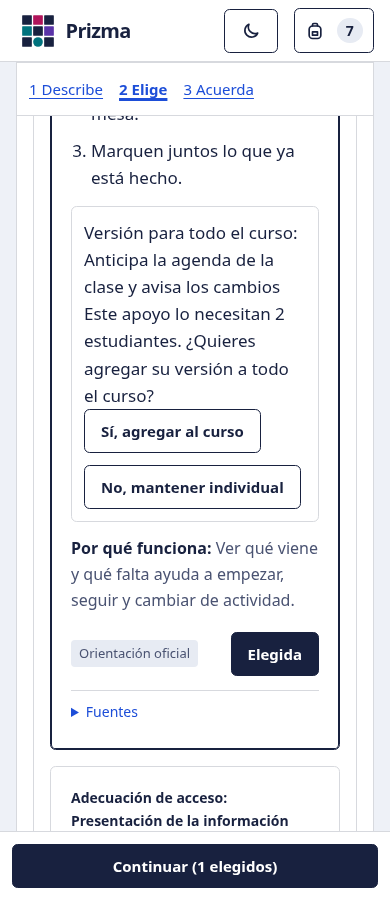 Prizma
7
1 Describe 2 Elige 3 Acuerda
mesa.
3. Marquen juntos lo que ya
está hecho.
Versión para todo el curso:
Anticipa la agenda de la
clase y avisa los cambios
Este apoyo lo necesitan 2
estudiantes. ¿Quieres
agregar su versión a todo
el curso?
Sí, agregar al curso
No, mantener individual
Por qué funciona: Ver qué viene
y qué falta ayuda a empezar,
seguir y cambiar de actividad.
Orientación oficial
Elegida
Fuentes
Adecuación de acceso:
Presentación de la información
Continuar (1 elegidos)